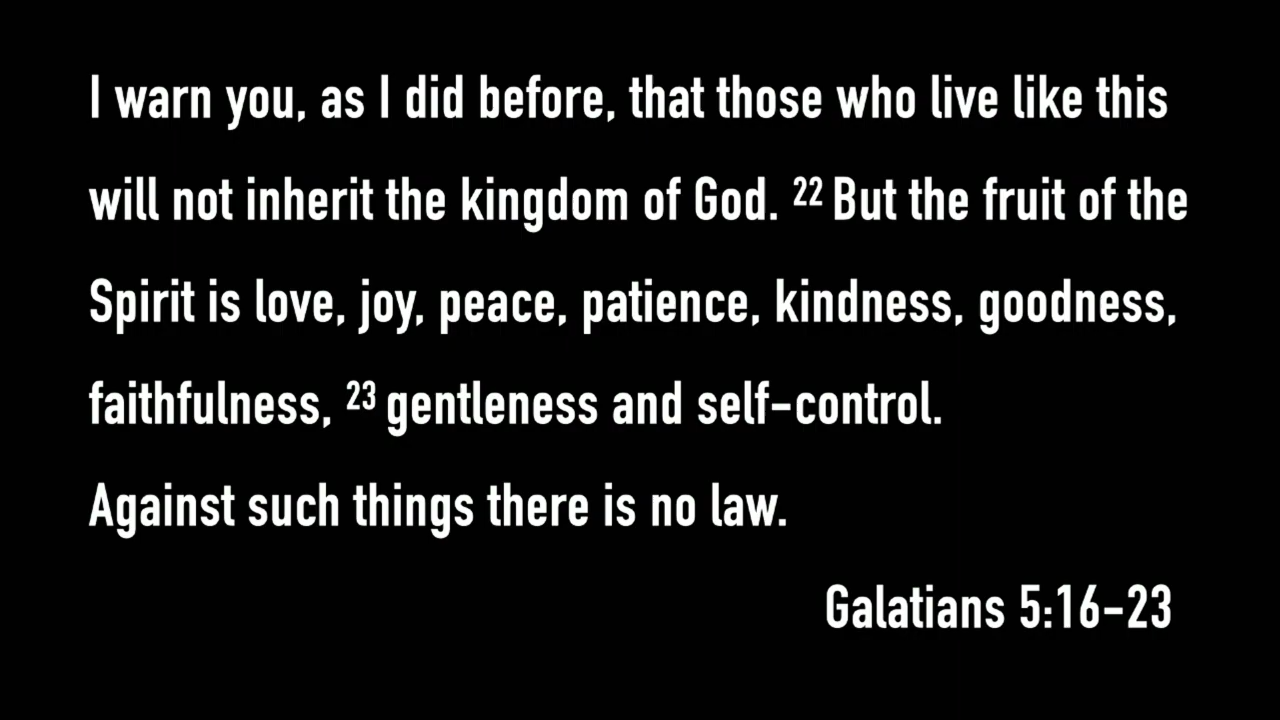 I warn you, as I did before, that those who live like this
will not inherit the kingdom of God. 22 But the fruit of the
Spirit is love, joy, peace, patience, kindness, goodness,
faithfulness, 23 gentleness and self-control.
Against such things there is no law.
Galatians 5:16-23